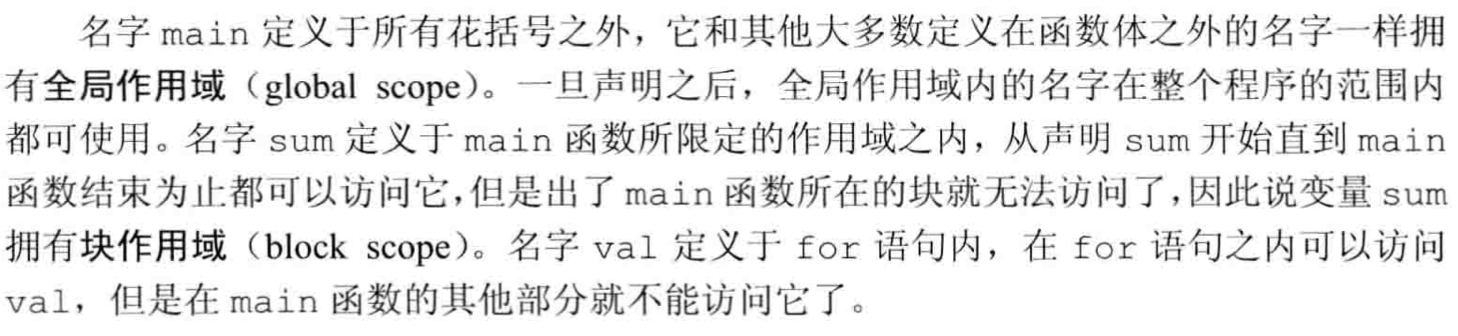 名字 main 定义于所有花括号之外，它和其他大多数定义在函数体之外的名字一样拥
有全局作用域（global scope）。一旦声明之后，全局作用域内的名字在整个程序的范围内
都可使用。名字 sum 定义于 main 函数所限定的作用域之内，从声明 sum 开始直到 main
函数结束为止都可以访问它，但是出了 main 函数所在的块就无法访问了，因此说变量 sum
拥有块作用域（block scope）。名字 val 定义于 for 语句内，在 for 语句之内可以访问
val，但是在 main 函数的其他部分就不能访问它了。